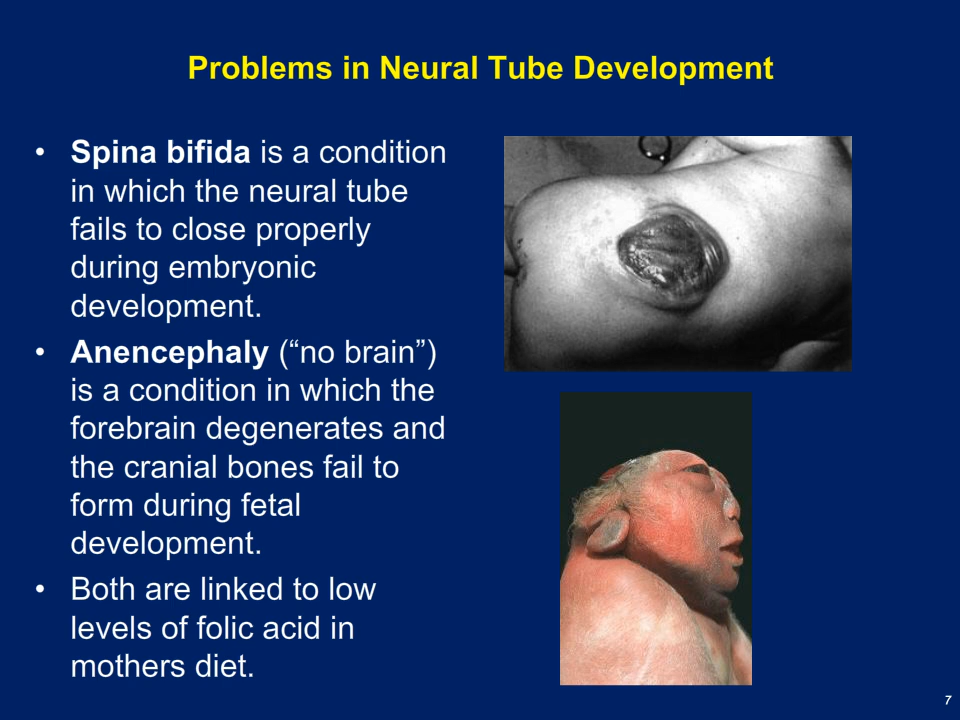 Problems in Neural Tube Development
• Spina bifida is a condition
in which the neural tube
fails to close properly
during embryonic
development.
• Anencephaly (“no brain”)
is a condition in which the
forebrain degenerates and
the cranial bones fail to
form during fetal
development.
• Both are linked to low
levels of folic acid in
mothers diet.
7